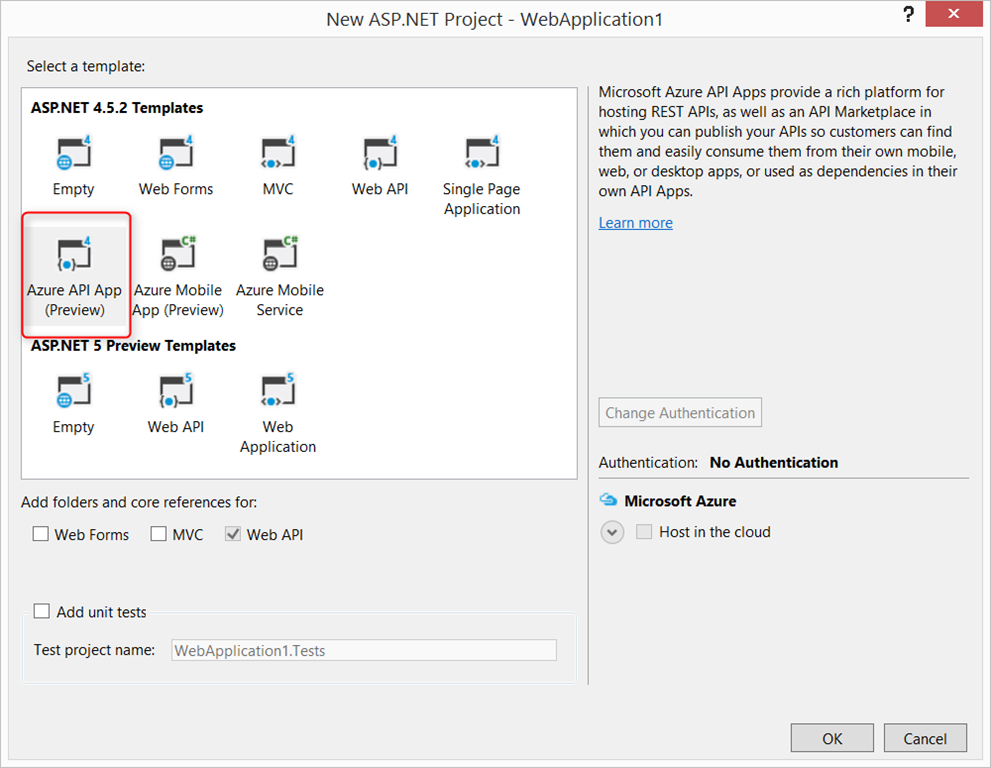 New ASP.NET Project - WebApplication1
?
Select a template:
ASP.NET 4.5.2 Templates
4
4
4
4
4
Empty
Web Forms
MVC
Web API
Single Page
Application
4
C#
C#
Azure API App
(Preview)
Azure Mobile
App (Preview)
Azure Mobile
Service
ASP.NET 5 Preview Templates
5
5
5
Empty
Web API
Web
Application
Add folders and core references for:
Web Forms
MVC
Web API
Add unit tests
Test project name:
WebApplication1.Tests
Microsoft Azure API Apps provide a rich platform for
hosting REST APIs, as well as an API Marketplace in
which you can publish your APIs so customers can find
them and easily consume them from their own mobile,
web, or desktop apps, or used as dependencies in their
own API Apps.
Learn more
Change Authentication
Authentication: No Authentication
Microsoft Azure
Host in the cloud
OK
Cancel